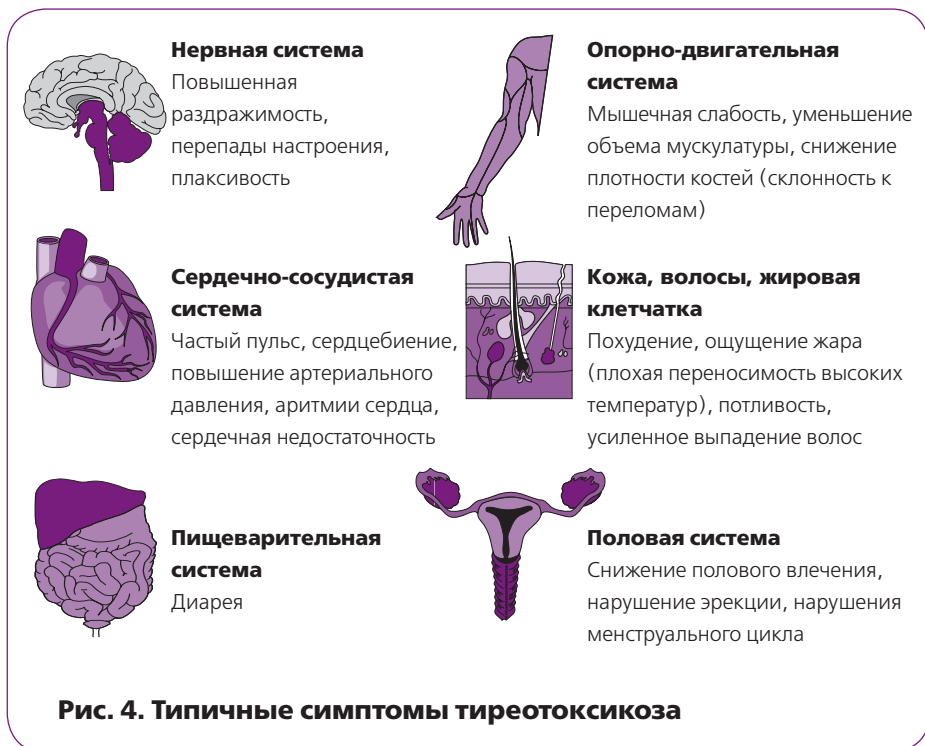 Нервная система
Повышенная
раздражимость,
перепады настроения,
плаксивость
Опорно-двигательная
система
Мышечная слабость, уменьшение
объема мускулатуры, снижение
плотности костей (склонность к
переломам)
Сердечно-сосудистая
система
Частый пульс, сердцебиение,
повышение артериального
давления, аритмии сердца,
сердечная недостаточность
Кожа, волосы, жировая
клетчатка
Похудение, ощущение жара
(плохая переносимость высоких
температур), потливость,
усиленное выпадение волос
Пищеварительная
система
Диарея
Половая система
Снижение полового влечения,
нарушение эрекции, нарушения
менструального цикла
Рис. 4. Типичные симптомы тиреотоксикоза